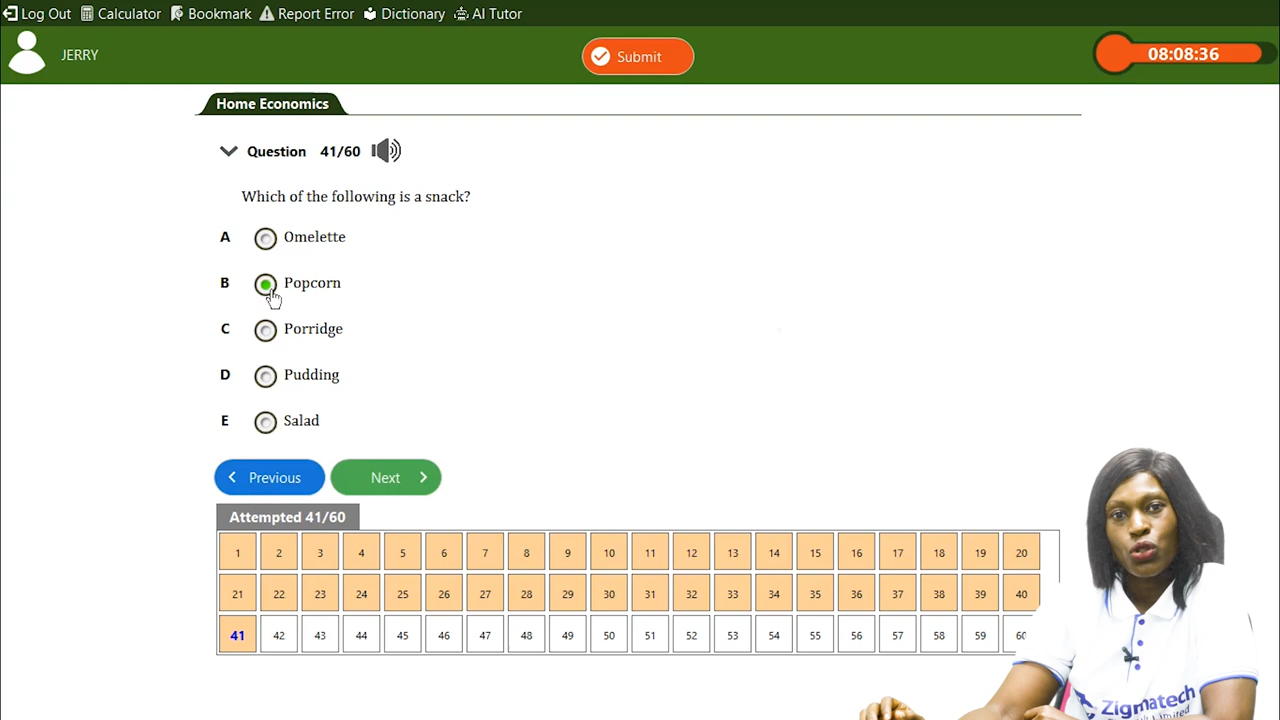 Log Out Calculator Bookmark Report Error Dictionary AI Tutor
JERRY
Submit
08:08:36
Home Economics
Question 41/60
Which of the following is a snack?
A Omelette
B Popcorn
C Porridge
D Pudding
E Salad
Previous Next
Attempted 41/60
1 2 3 4 5 6 7 8 9 10 11 12 13 14 15 16 17 18 19 20
21 22 23 24 25 26 27 28 29 30 31 32 33 34 35 36 37 38 39 40
41 42 43 44 45 46 47 48 49 50 51 52 53 54 55 56 57 58 59 60
Zigmatech
Limited